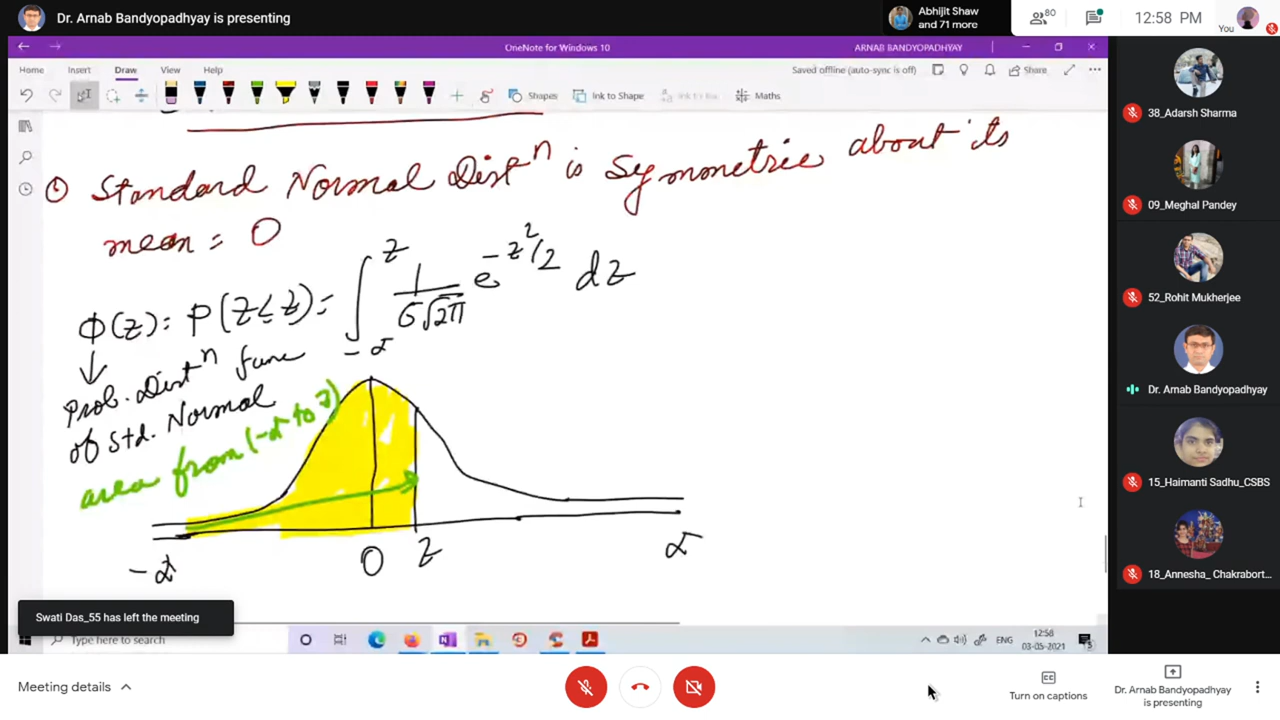 Dr. Arnab Bandyopadhyay is presenting
Abhijit Shaw
and 71 more
80
12:58 PM
You
OneNote for Windows 10
ARNAB BANDYOPADHYAY
Home Insert Draw View Help
Saved offline (auto-sync is off)
Share
Shapes
Ink to Shape
Ink to
Maths
① Standard Normal Distⁿ is Symmetric about its
mean = 0
Φ(z) = P(Z ≤ z) = ∫_{-α}^{z} 1/(σ√2π) e^{-z²/2} dz
↓
Prob. Distⁿ func
of Std. Normal
area from (-α to z)
-α 0 z α
38_Adarsh Sharma
09_Meghal Pandey
52_Rohit Mukherjee
Dr. Arnab Bandyopadhyay
15_Haimanti Sadhu_CSBS
18_Annesha_ Chakrabort...
Swati Das_55 has left the meeting
Type here to search
ENG
12:58
03-05-2021
5
Meeting details
Turn on captions
Dr. Arnab Bandyopadhyay
is presenting